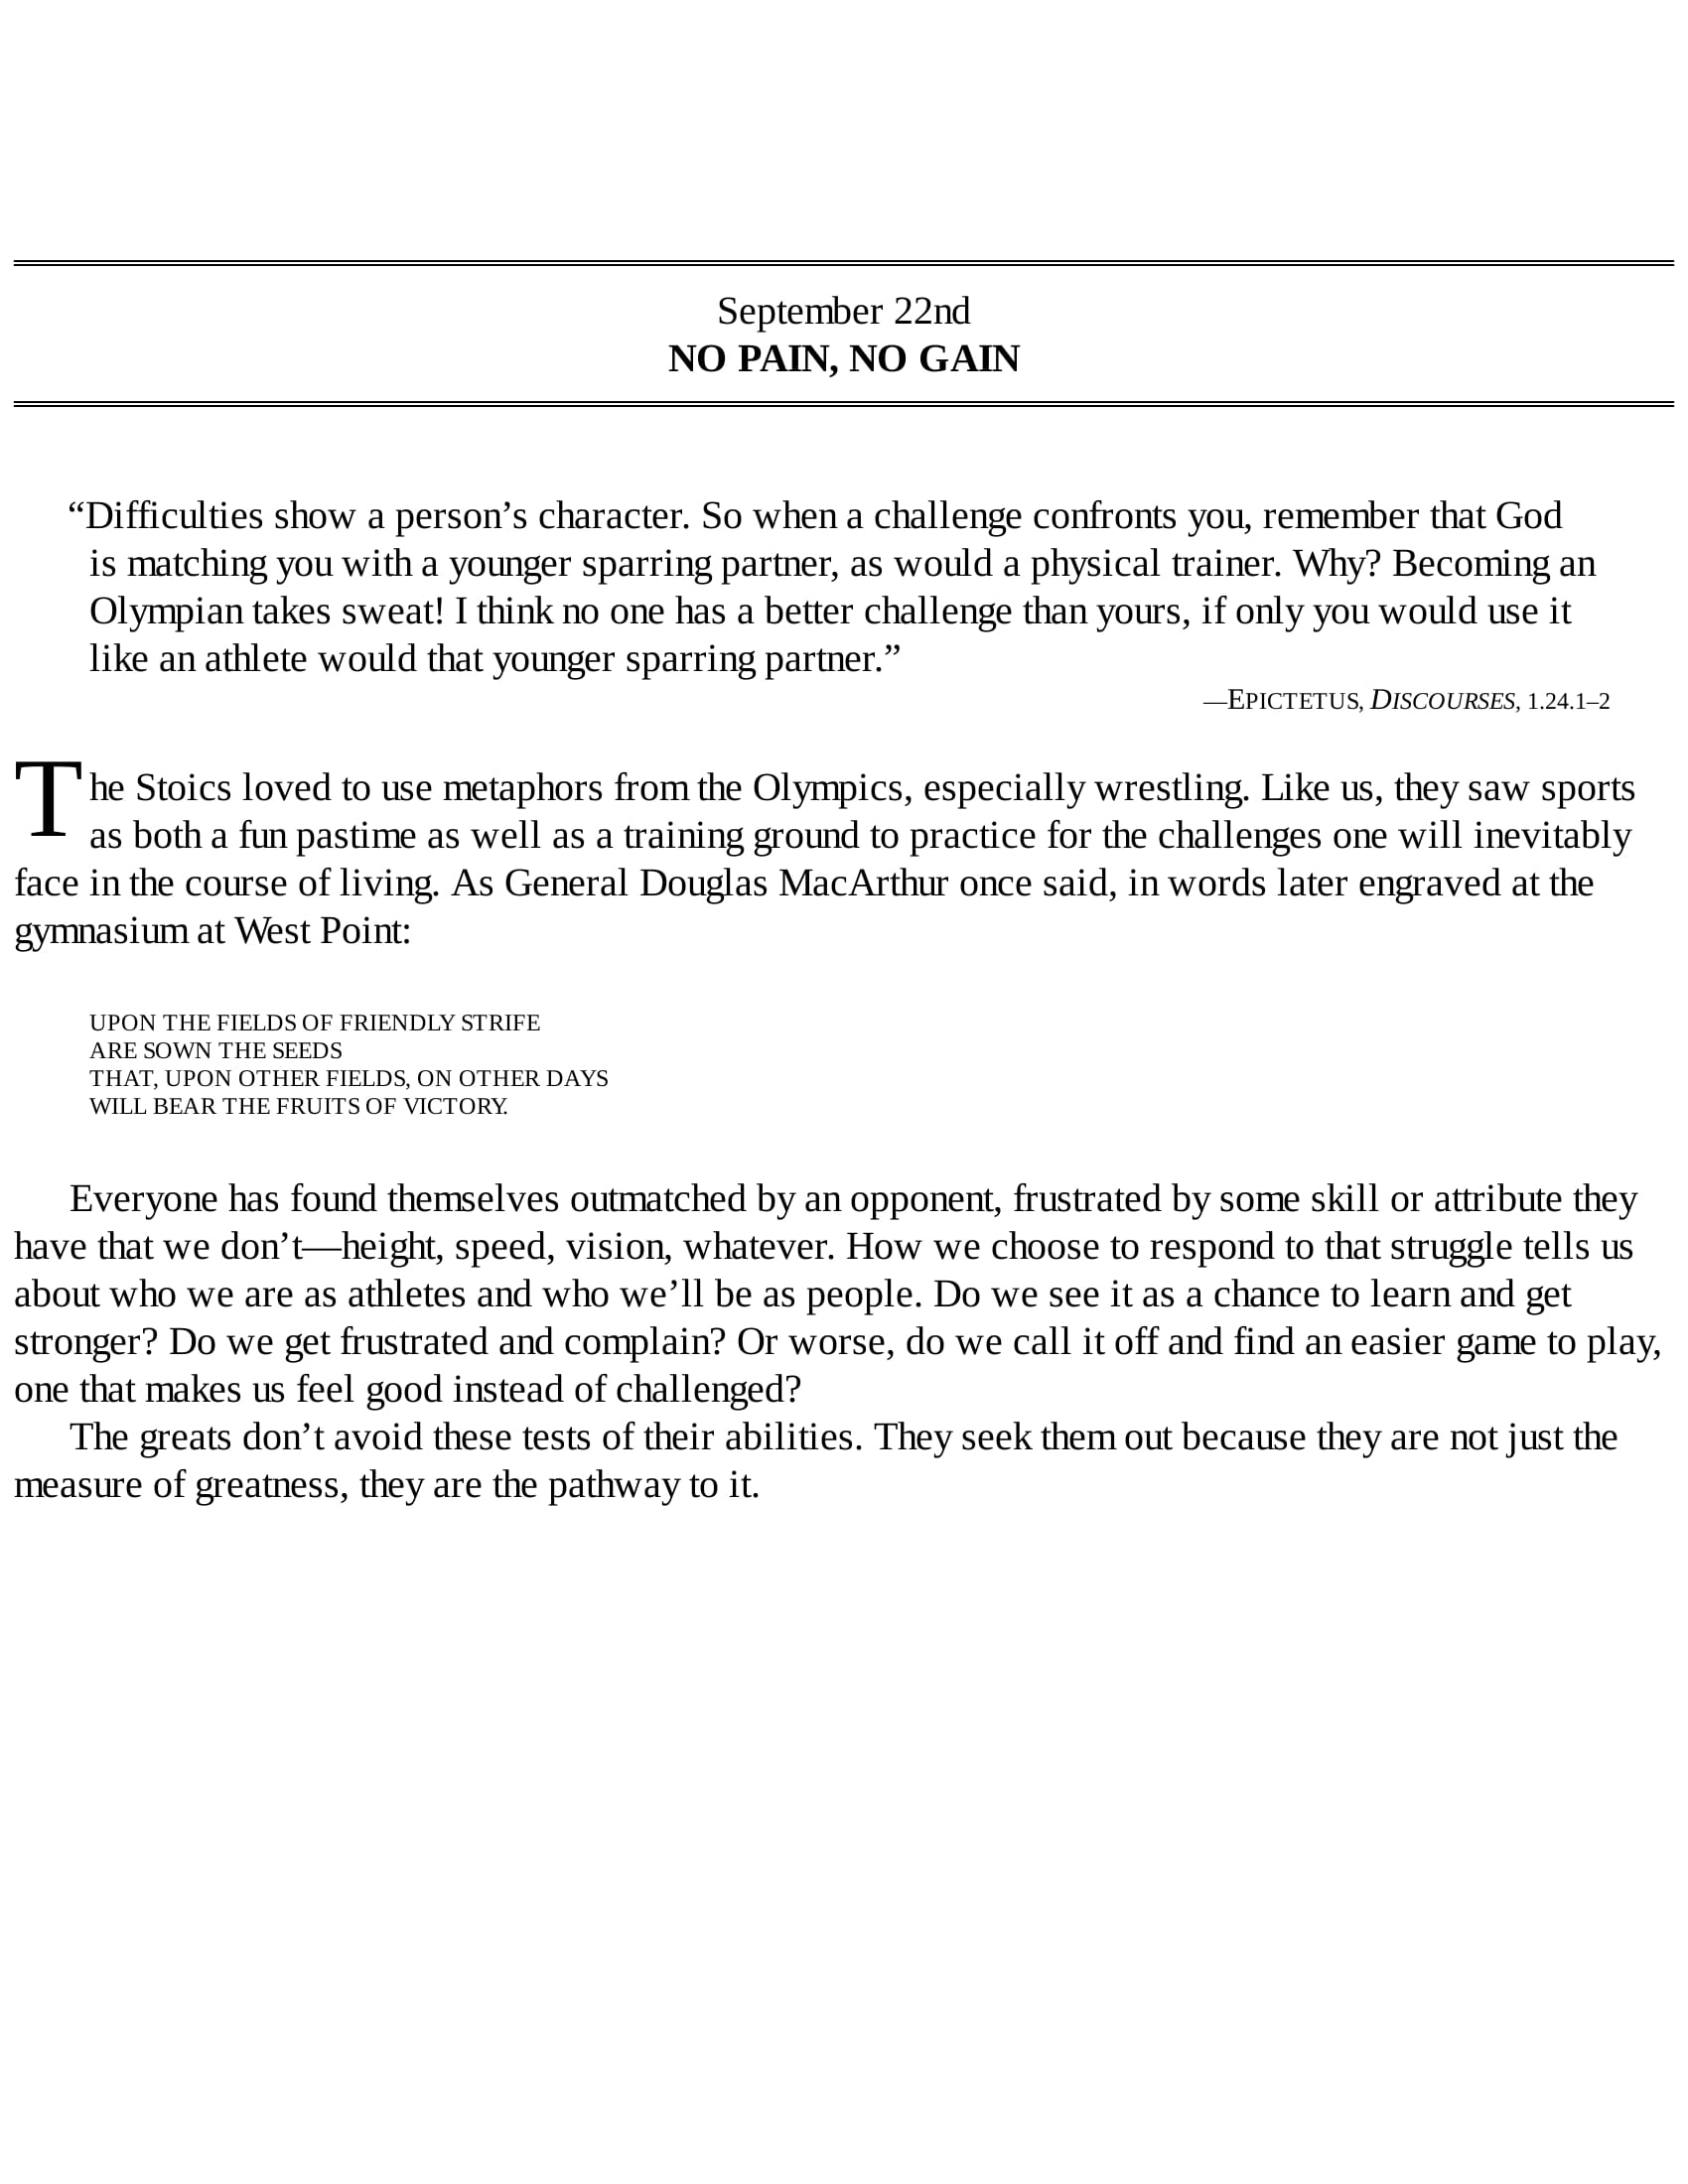 September 22nd
NO PAIN, NO GAIN
“Difficulties show a person’s character. So when a challenge confronts you, remember that God
is matching you with a younger sparring partner, as would a physical trainer. Why? Becoming an
Olympian takes sweat! I think no one has a better challenge than yours, if only you would use it
like an athlete would that younger sparring partner.”
—EPICTETUS, DISCOURSES, 1.24.1–2
The Stoics loved to use metaphors from the Olympics, especially wrestling. Like us, they saw sports
as both a fun pastime as well as a training ground to practice for the challenges one will inevitably
face in the course of living. As General Douglas MacArthur once said, in words later engraved at the
gymnasium at West Point:
UPON THE FIELDS OF FRIENDLY STRIFE
ARE SOWN THE SEEDS
THAT, UPON OTHER FIELDS, ON OTHER DAYS
WILL BEAR THE FRUITS OF VICTORY.
Everyone has found themselves outmatched by an opponent, frustrated by some skill or attribute they
have that we don’t—height, speed, vision, whatever. How we choose to respond to that struggle tells us
about who we are as athletes and who we’ll be as people. Do we see it as a chance to learn and get
stronger? Do we get frustrated and complain? Or worse, do we call it off and find an easier game to play,
one that makes us feel good instead of challenged?
The greats don’t avoid these tests of their abilities. They seek them out because they are not just the
measure of greatness, they are the pathway to it.